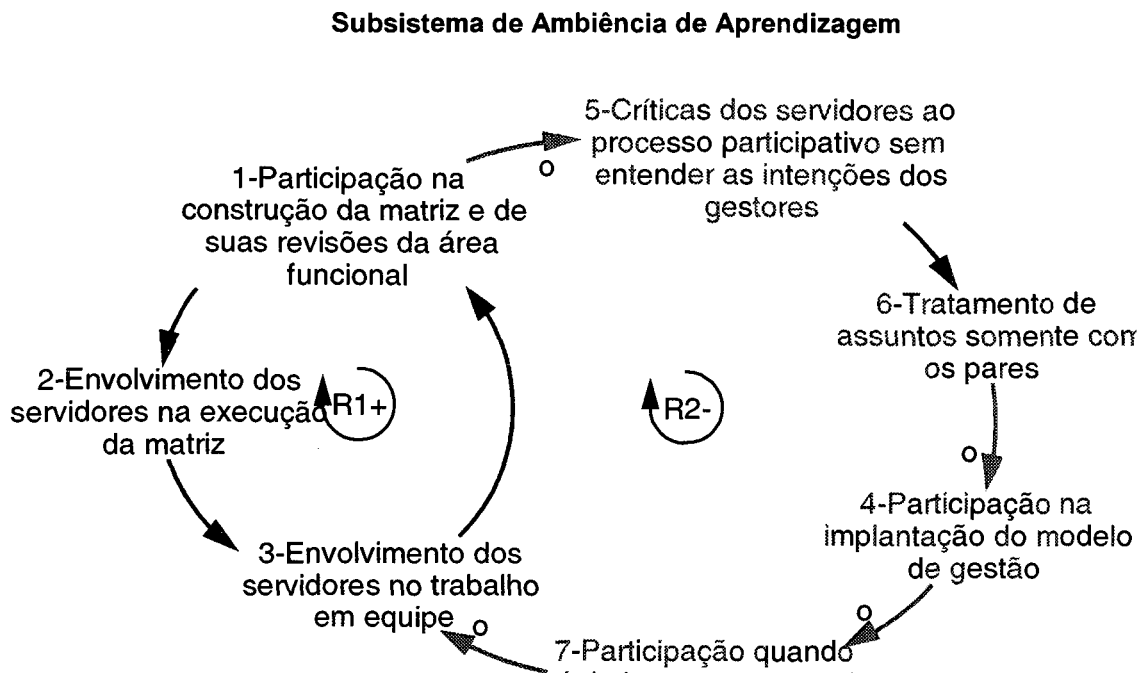 Subsistema de Ambiência de Aprendizagem
5-Críticas dos servidores ao
processo participativo sem
entender as intenções dos
gestores
o
1-Participação na
construção da matriz e de
suas revisões da área
funcional
6-Tratamento de
assuntos somente com
os pares
2-Envolvimento dos
servidores na execução
da matriz
R1+
R2-
o
4-Participação na
implantação do modelo
de gestão
3-Envolvimento dos
servidores no trabalho
em equipe
o
o
7-Participação quando